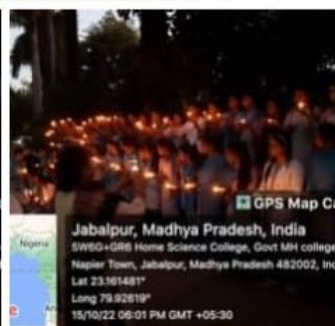 GPS Map Ca
Jabalpur, Madhya Pradesh, India
5W6G+GR6 Home Science College, Govt MH college
Napier Town, Jabalpur, Madhya Pradesh 482002, Ind
Lat 23.161481°
Long 79.92619°
15/10/22 06:01 PM GMT +05:30
Nigeria